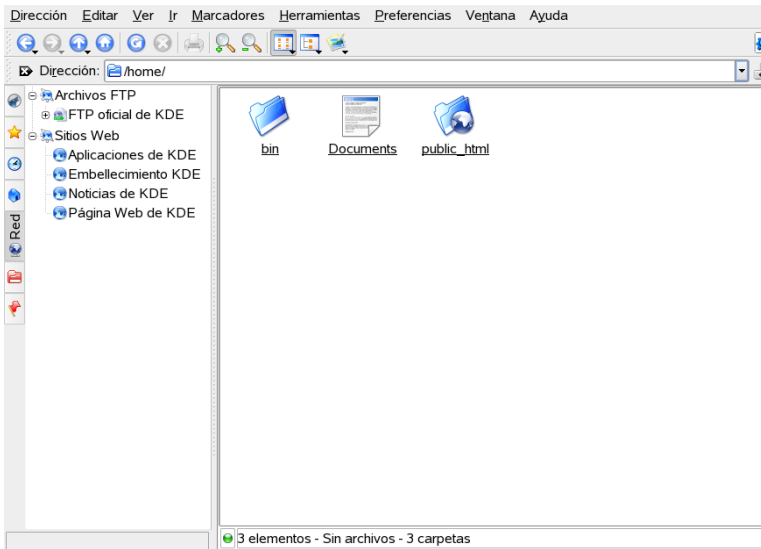 Dirección Editar Ver Ir Marcadores Herramientas Preferencias Ventana Ayuda
Dirección: /home/
Archivos FTP
FTP oficial de KDE
Sitios Web
Aplicaciones de KDE
Embellecimiento KDE
Noticias de KDE
Página Web de KDE
Red
bin Documents public_html
3 elementos - Sin archivos - 3 carpetas